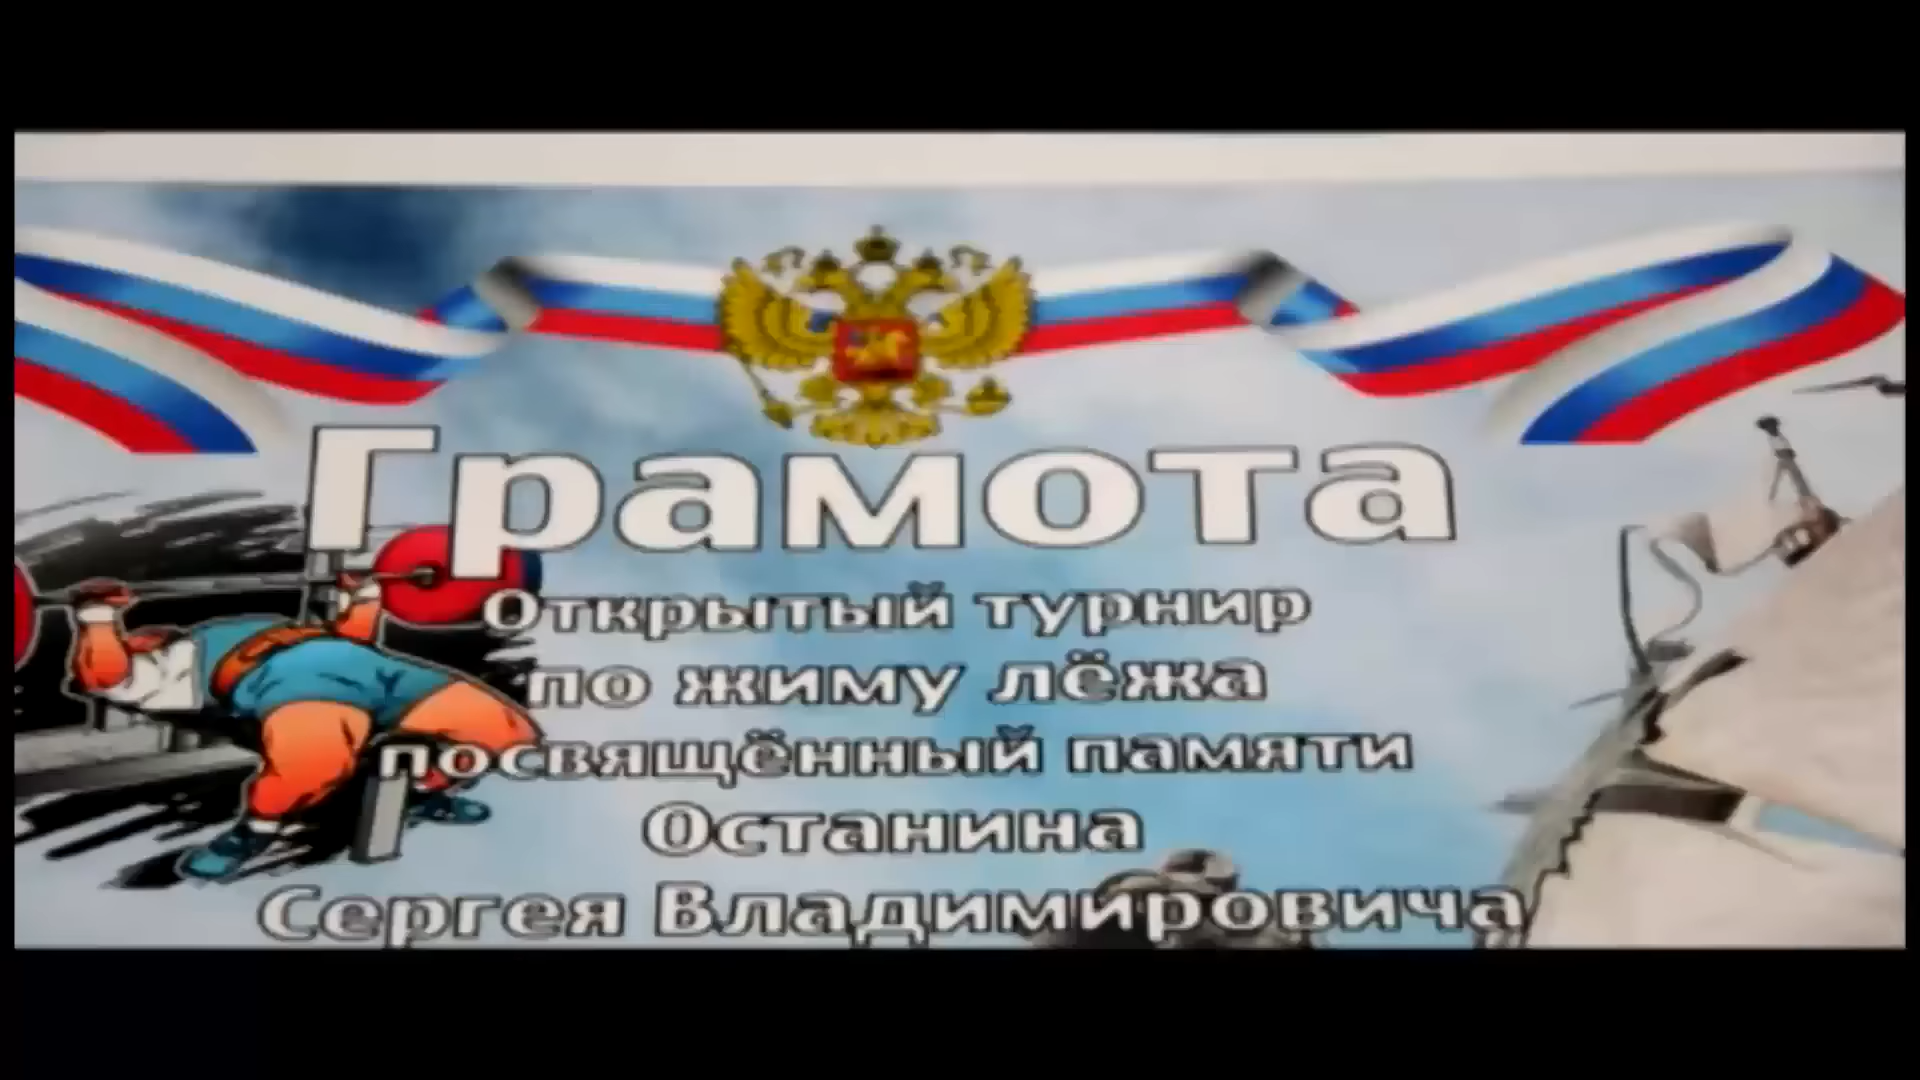 Грамота
Открытый турнир
по жиму лёжа
посвящённый памяти
Останина
Сергея Владимировича